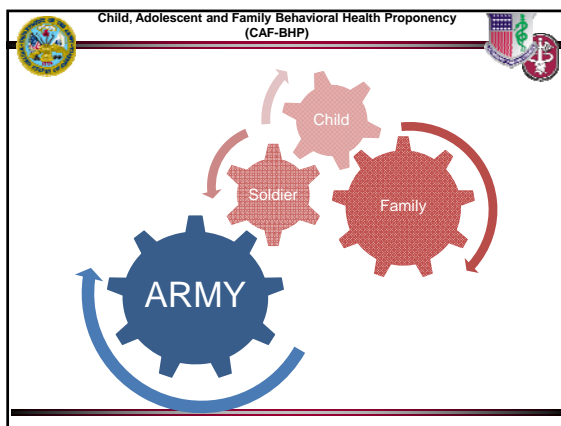 Child, Adolescent and Family Behavioral Health Proponency
(CAF-BHP)
Child
Soldier
Family
ARMY